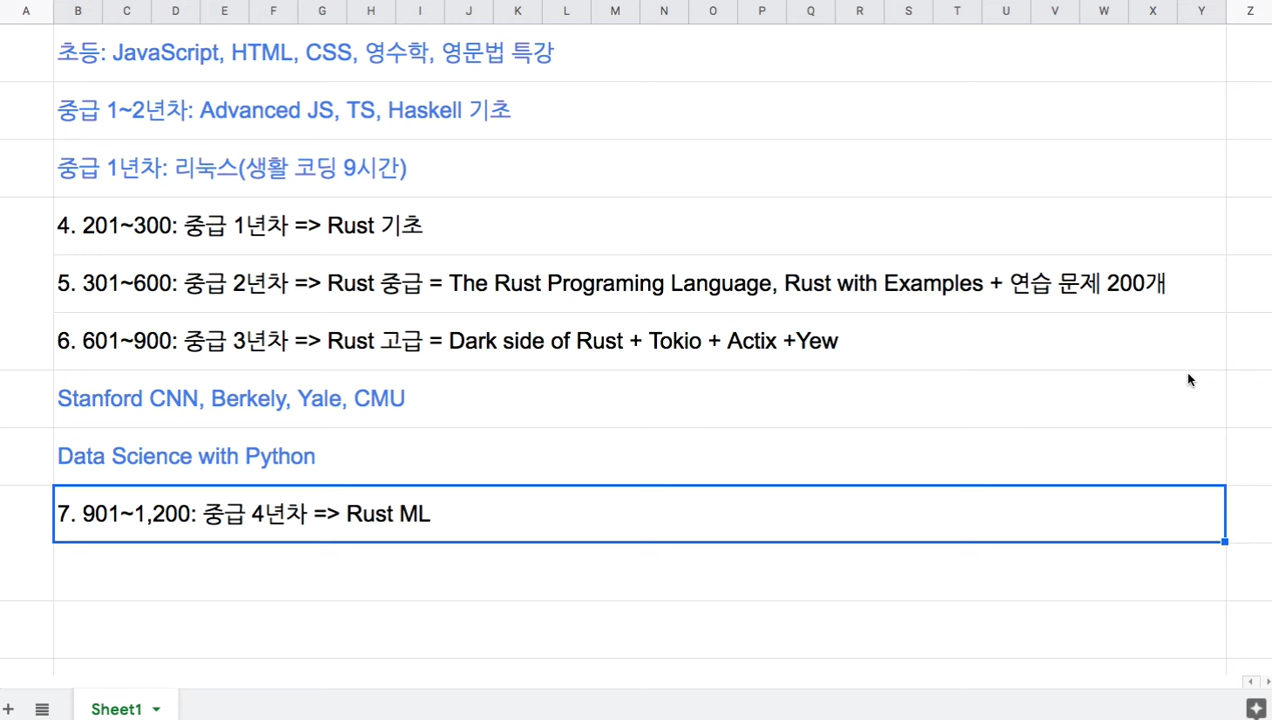 A B C D E F G H I J K L M N O P Q R S T U V W X Y Z
초등: JavaScript, HTML, CSS, 영수학, 영문법 특강
중급 1~2년차: Advanced JS, TS, Haskell 기초
중급 1년차: 리눅스(생활 코딩 9시간)
4. 201~300: 중급 1년차 => Rust 기초
5. 301~600: 중급 2년차 => Rust 중급 = The Rust Programing Language, Rust with Examples + 연습 문제 200개
6. 601~900: 중급 3년차 => Rust 고급 = Dark side of Rust + Tokio + Actix +Yew
Stanford CNN, Berkely, Yale, CMU
Data Science with Python
7. 901~1,200: 중급 4년차 => Rust ML
Sheet1